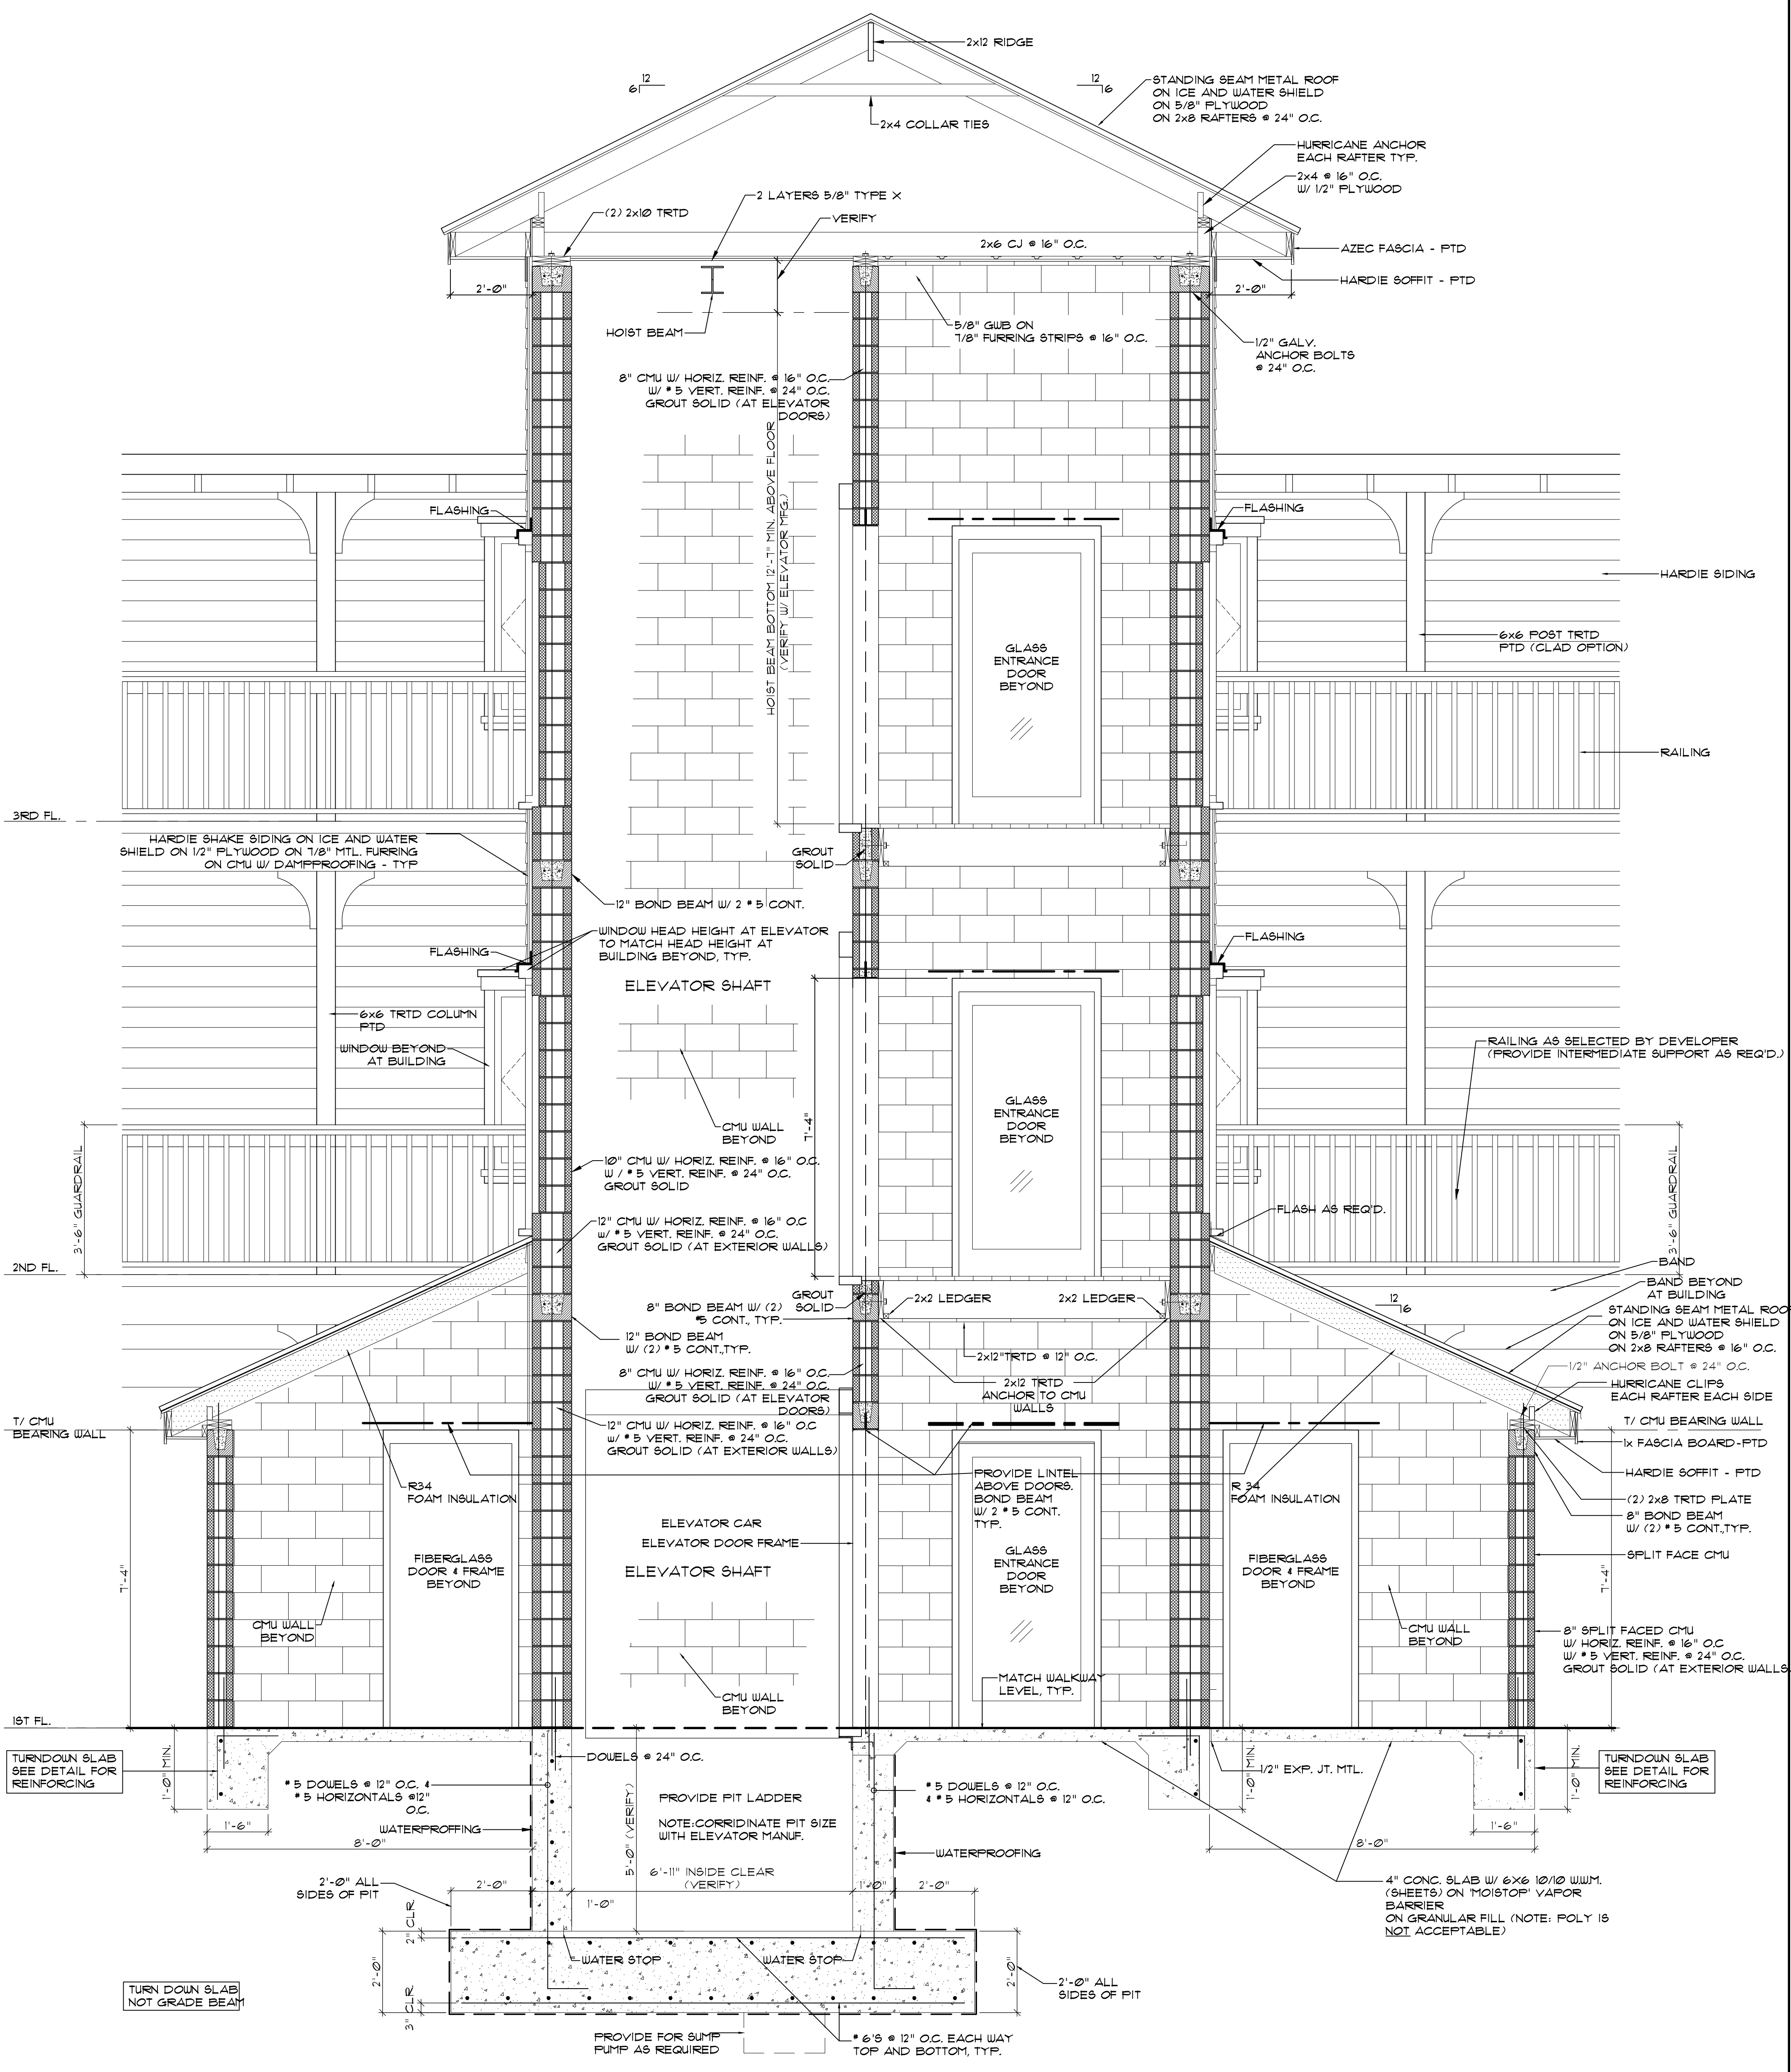 2x12 RIDGE
12
6
12
6
STANDING SEAM METAL ROOF
ON ICE AND WATER SHIELD
ON 5/8" PLYWOOD
ON 2x8 RAFTERS @ 24" O.C.
2x4 COLLAR TIES
HURRICANE ANCHOR
EACH RAFTER TYP.
2x4 @ 16" O.C.
W/ 1/2" PLYWOOD
2 LAYERS 5/8" TYPE X
(2) 2x10 TRTD
VERIFY
2x6 CJ @ 16" O.C.
AZEC FASCIA - PTD
HARDIE SOFFIT - PTD
2'-0"
2'-0"
HOIST BEAM
5/8" GWB ON
7/8" FURRING STRIPS @ 16" O.C.
1/2" GALV.
ANCHOR BOLTS
@ 24" O.C.
8" CMU W/ HORIZ. REINF. @ 16" O.C.
W/ # 5 VERT. REINF. @ 24" O.C.
GROUT SOLID (AT ELEVATOR
DOORS)
HOIST BEAM BOTTOM 12'-7" MIN. ABOVE FLOOR
(VERIFY W/ ELEVATOR MFG.)
FLASHING
FLASHING
HARDIE SIDING
6x6 POST TRTD
PTD (CLAD OPTION)
GLASS
ENTRANCE
DOOR
BEYOND
RAILING
3RD FL.
HARDIE SHAKE SIDING ON ICE AND WATER
SHIELD ON 1/2" PLYWOOD ON 7/8" MTL. FURRING
ON CMU W/ DAMPPROOFING - TYP
GROUT
SOLID
12" BOND BEAM W/ 2 # 5 CONT.
WINDOW HEAD HEIGHT AT ELEVATOR
TO MATCH HEAD HEIGHT AT
BUILDING BEYOND, TYP.
FLASHING
FLASHING
ELEVATOR SHAFT
6x6 TRTD COLUMN
PTD
WINDOW BEYOND
AT BUILDING
RAILING AS SELECTED BY DEVELOPER
(PROVIDE INTERMEDIATE SUPPORT AS REQ'D.)
GLASS
ENTRANCE
DOOR
BEYOND
CMU WALL
BEYOND
7'-4"
3'-6" GUARDRAIL
3'-6" GUARDRAIL
10" CMU W/ HORIZ. REINF. @ 16" O.C.
W / # 5 VERT. REINF. @ 24" O.C.
GROUT SOLID
12" CMU W/ HORIZ. REINF. @ 16" O.C
W/ # 5 VERT. REINF. @ 24" O.C.
GROUT SOLID (AT EXTERIOR WALLS)
FLASH AS REQ'D.
2ND FL.
BAND
BAND BEYOND
AT BUILDING
GROUT
SOLID
8" BOND BEAM W/ (2)
#5 CONT., TYP.
2x2 LEDGER
2x2 LEDGER
12
6
STANDING SEAM METAL ROOF
ON ICE AND WATER SHIELD
ON 5/8" PLYWOOD
ON 2x8 RAFTERS @ 16" O.C.
12" BOND BEAM
W/ (2) # 5 CONT.,TYP.
2x12"TRTD @ 12" O.C.
1/2" ANCHOR BOLT @ 24" O.C.
8" CMU W/ HORIZ. REINF. @ 16" O.C.
W/ # 5 VERT. REINF. @ 24" O.C.
GROUT SOLID (AT ELEVATOR
DOORS)
2x12 TRTD
ANCHOR TO CMU
WALLS
HURRICANE CLIPS
EACH RAFTER EACH SIDE
T/ CMU
BEARING WALL
T/ CMU BEARING WALL
12" CMU W/ HORIZ. REINF. @ 16" O.C
W/ # 5 VERT. REINF. @ 24" O.C.
GROUT SOLID (AT EXTERIOR WALLS)
1x FASCIA BOARD-PTD
R34
FOAM INSULATION
PROVIDE LINTEL
ABOVE DOORS.
BOND BEAM
W/ 2 # 5 CONT.
TYP.
R 34
FOAM INSULATION
HARDIE SOFFIT - PTD
(2) 2x8 TRTD PLATE
8" BOND BEAM
W/ (2) # 5 CONT.,TYP.
ELEVATOR CAR
ELEVATOR DOOR FRAME
ELEVATOR SHAFT
SPLIT FACE CMU
FIBERGLASS
DOOR & FRAME
BEYOND
GLASS
ENTRANCE
DOOR
BEYOND
FIBERGLASS
DOOR & FRAME
BEYOND
7'-4"
7'-4"
CMU WALL
BEYOND
CMU WALL
BEYOND
8" SPLIT FACED CMU
W/ HORIZ. REINF. @ 16" O.C
W/ # 5 VERT. REINF. @ 24" O.C.
GROUT SOLID (AT EXTERIOR WALLS
MATCH WALKWAY
LEVEL, TYP.
CMU WALL
BEYOND
1ST FL.
TURNDOWN SLAB
SEE DETAIL FOR
REINFORCING
1'-0" MIN.
DOWELS @ 24" O.C.
1/2" EXP. JT. MTL.
1'-0" MIN.
1'-0" MIN.
TURNDOWN SLAB
SEE DETAIL FOR
REINFORCING
# 5 DOWELS @ 12" O.C. &
# 5 HORIZONTALS @12"
O.C.
5'-0" (VERIFY)
PROVIDE PIT LADDER
NOTE:CORRIDINATE PIT SIZE
WITH ELEVATOR MANUF.
# 5 DOWELS @ 12" O.C.
& # 5 HORIZONTALS @ 12" O.C.
1'-6"
WATERPROFFING
1'-6"
8'-0"
8'-0"
WATERPROOFING
6'-11" INSIDE CLEAR
(VERIFY)
2'-0" ALL
SIDES OF PIT
2'-0"
1'-0"
1'-0"
2'-0"
4" CONC. SLAB W/ 6X6 10/10 W.W.M.
(SHEETS) ON 'MOISTOP' VAPOR
BARRIER
ON GRANULAR FILL (NOTE: POLY IS
NOT ACCEPTABLE)
2" CLR.
WATER STOP
WATER STOP
2'-0"
2'-0"
2'-0" ALL
SIDES OF PIT
TURN DOWN SLAB
NOT GRADE BEAM
3" CLR.
PROVIDE FOR SUMP
PUMP AS REQUIRED
# 6'S @ 12" O.C. EACH WAY
TOP AND BOTTOM, TYP.